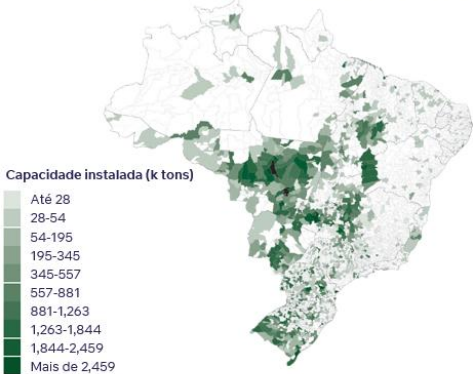 Capacidade instalada (k tons)
Até 28
28-54
54-195
195-345
345-557
557-881
881-1,263
1,263-1,844
1,844-2,459
Mais de 2,459